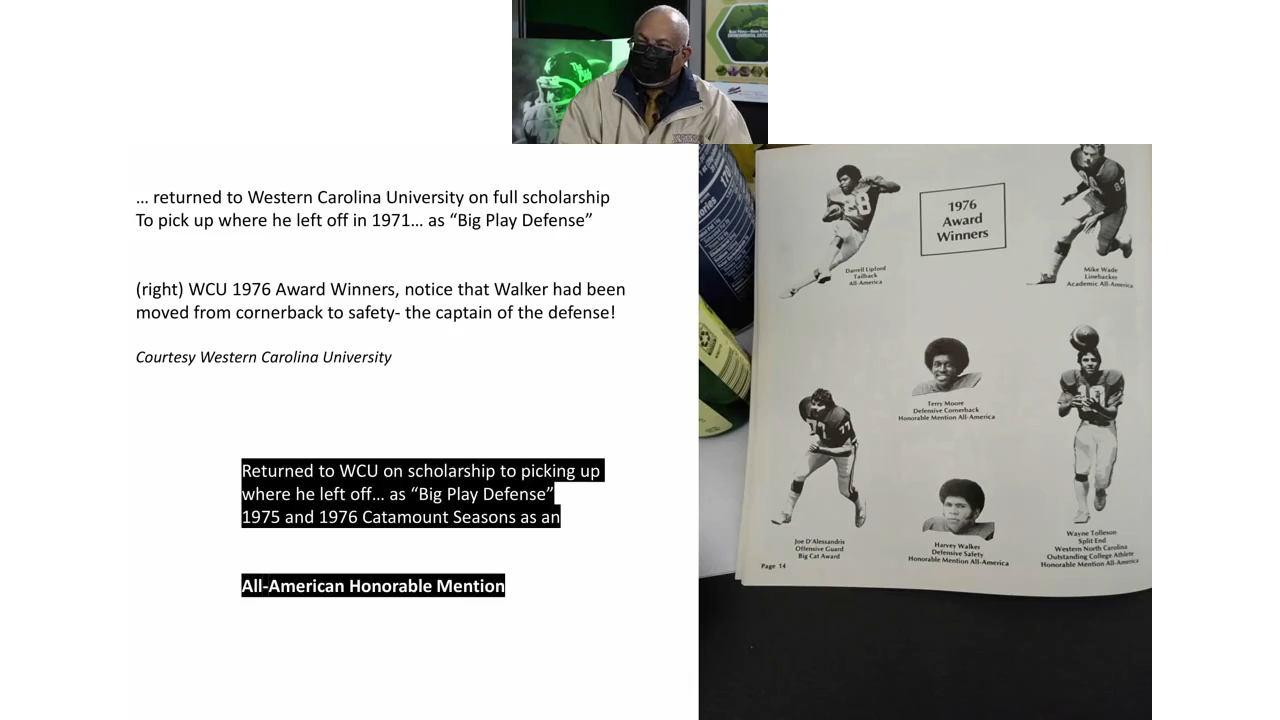 … returned to Western Carolina University on full scholarship
To pick up where he left off in 1971… as “Big Play Defense”
(right) WCU 1976 Award Winners, notice that Walker had been
moved from cornerback to safety- the captain of the defense!
Courtesy Western Carolina University
Returned to WCU on scholarship to picking up
where he left off… as “Big Play Defense”
1975 and 1976 Catamount Seasons as an
All-American Honorable Mention
1976
Award
Winners
Darrell Lipford
Tailback
All-America
Mike Wade
Linebacker
Academic All-America
Terry Moore
Defensive Cornerback
Honorable Mention All-America
Joe D'Alessandris
Offensive Guard
Big Cat Award
Harvey Walker
Defensive Safety
Honorable Mention All-America
Wayne Tolleson
Split End
Western North Carolina
Outstanding College Athlete
Honorable Mention All-America
Page 14
28
77